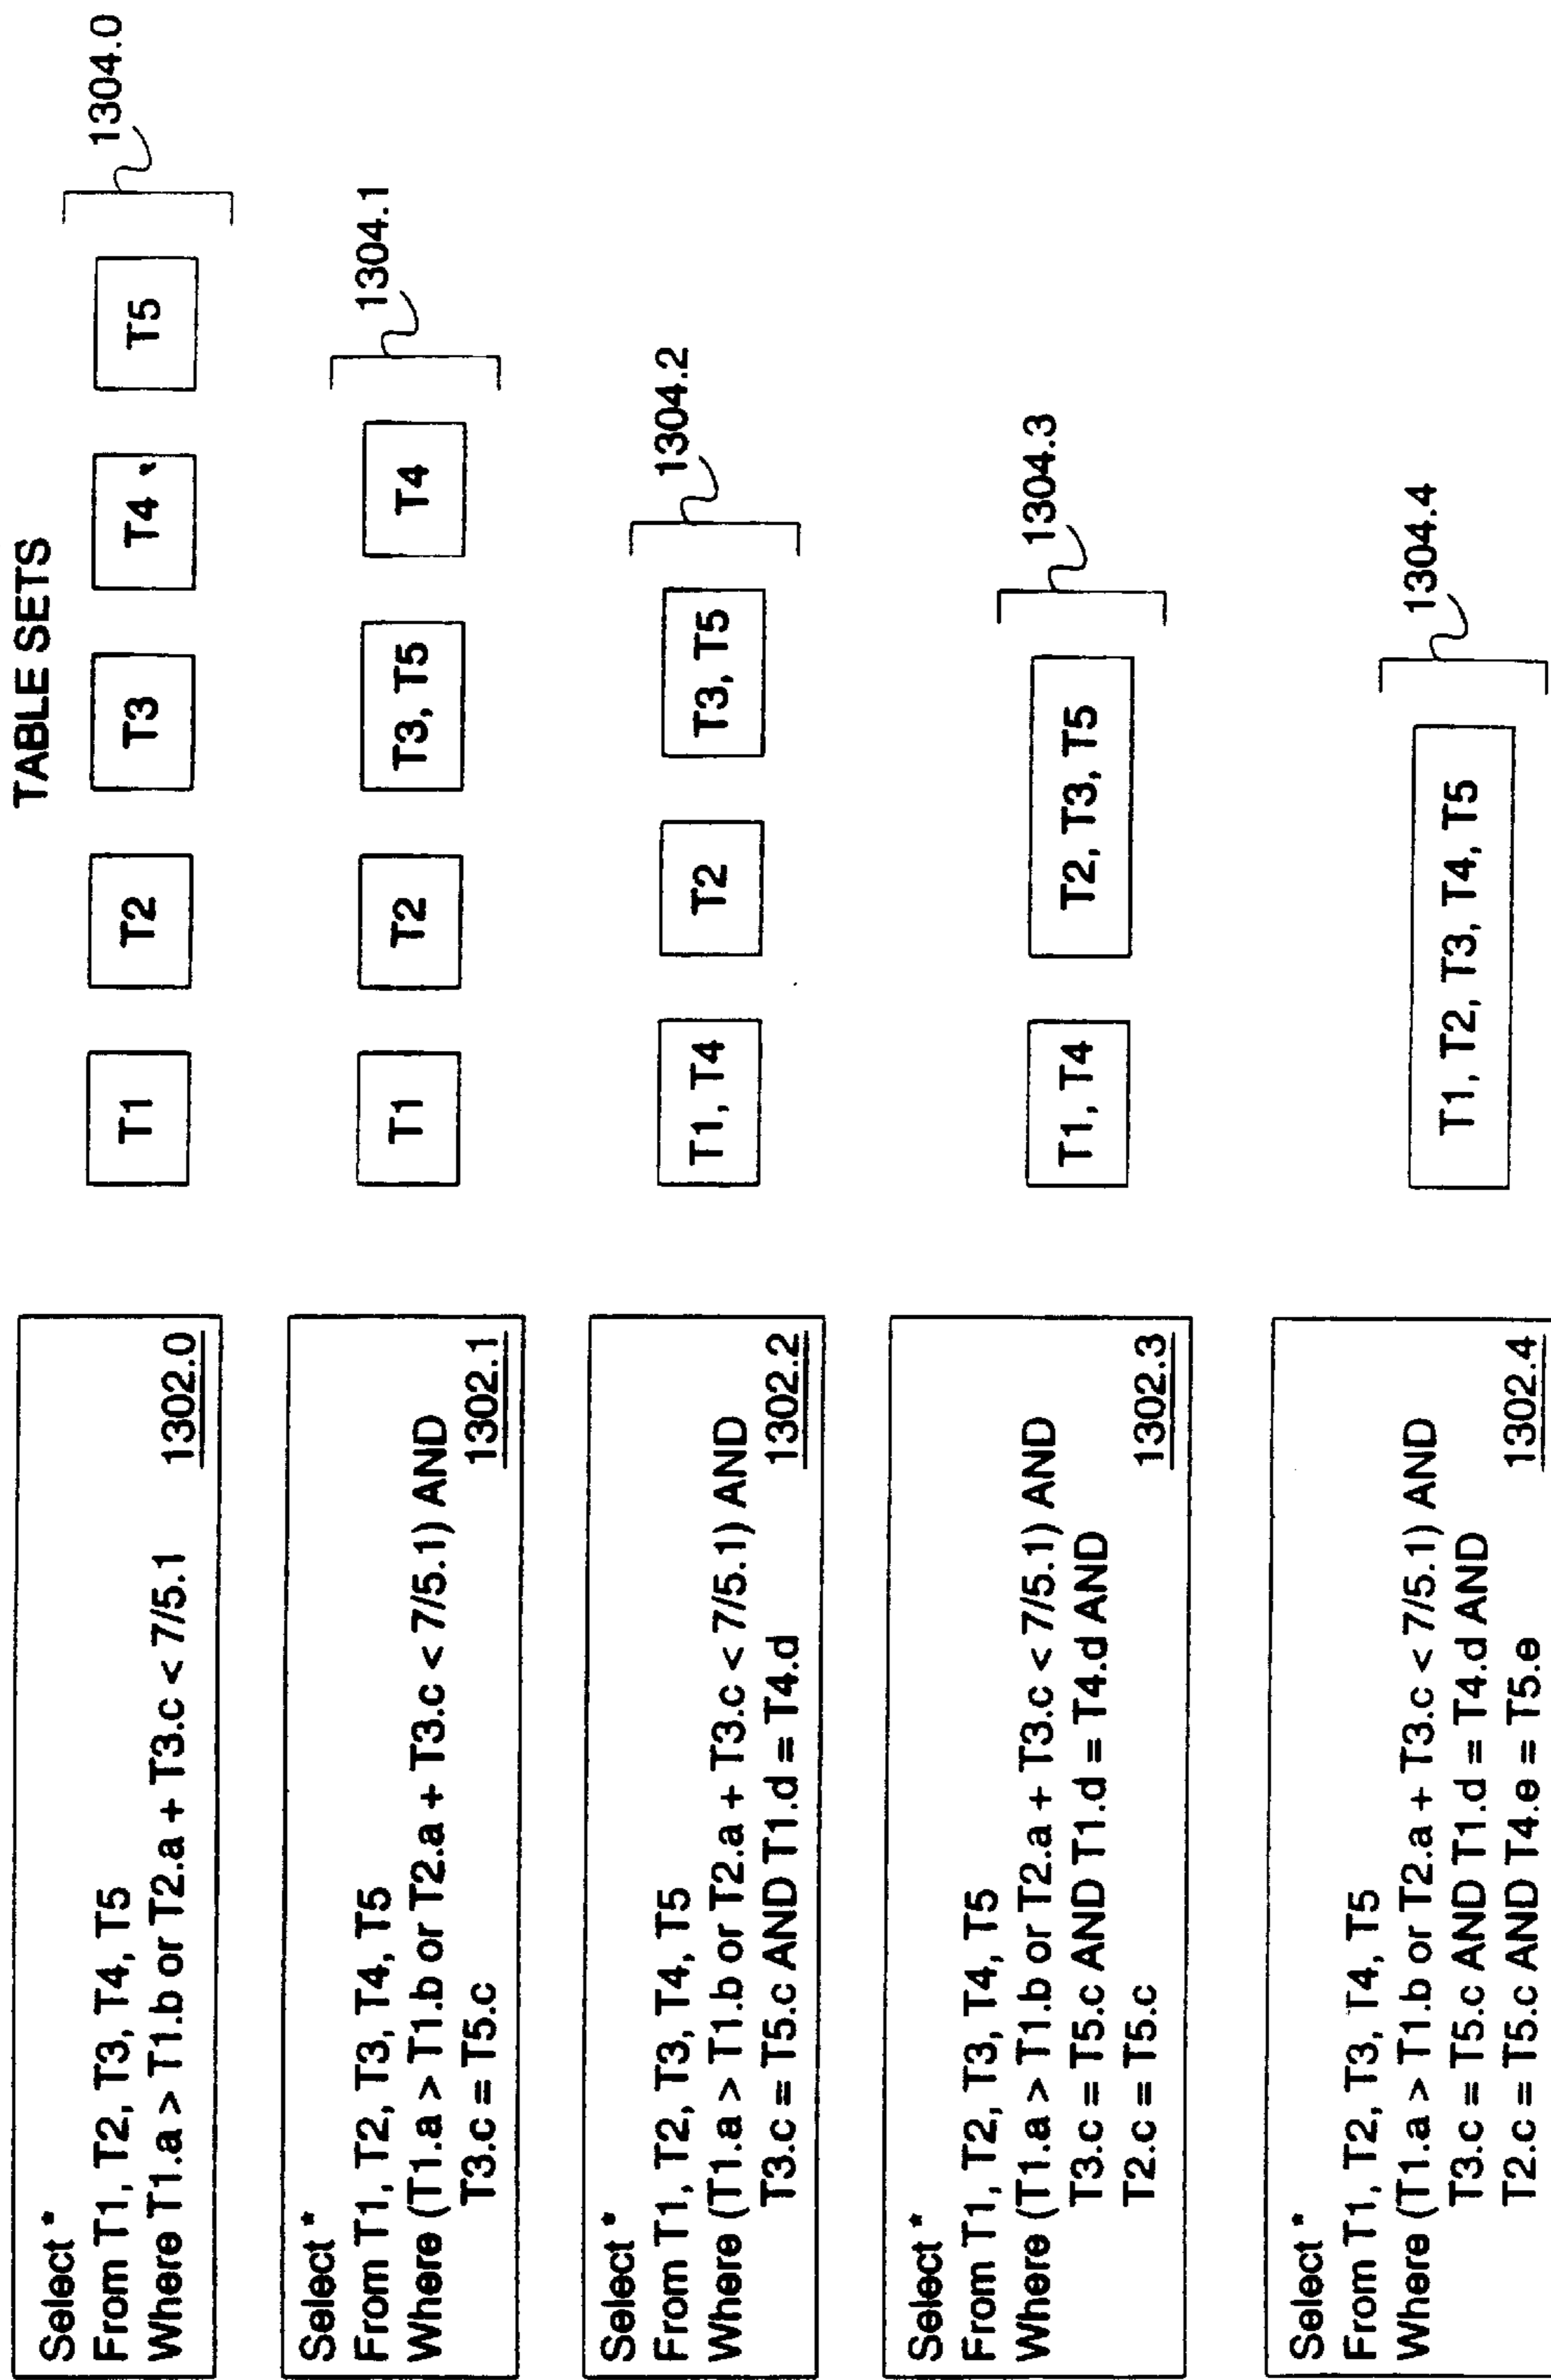 TABLE SETS
Select *
From T1, T2, T3, T4, T5
Where T1.a > T1.b or T2.a + T3.c < 7/5.1
1302.0
T1
T2
T3
T4
T5
1304.0
Select *
From T1, T2, T3, T4, T5
Where (T1.a > T1.b or T2.a + T3.c < 7/5.1) AND
T3.c = T5.c
1302.1
T1
T2
T3, T5
T4
1304.1
Select *
From T1, T2, T3, T4, T5
Where (T1.a > T1.b or T2.a + T3.c < 7/5.1) AND
T3.c = T5.c AND T1.d = T4.d
1302.2
T1, T4
T2
T3, T5
1304.2
Select *
From T1, T2, T3, T4, T5
Where (T1.a > T1.b or T2.a + T3.c < 7/5.1) AND
T3.c = T5.c AND T1.d = T4.d AND
T2.c = T5.c
1302.3
T1, T4
T2, T3, T5
1304.3
Select *
From T1, T2, T3, T4, T5
Where (T1.a > T1.b or T2.a + T3.c < 7/5.1) AND
T3.c = T5.c AND T1.d = T4.d AND
T2.c = T5.c AND T4.e = T5.e
1302.4
T1, T2, T3, T4, T5
1304.4